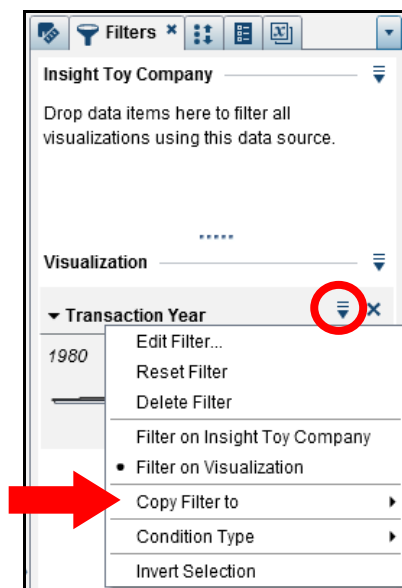 Filters
Insight Toy Company
Drop data items here to filter all
visualizations using this data source.
Visualization
Transaction Year
1980
Edit Filter...
Reset Filter
Delete Filter
Filter on Insight Toy Company
Filter on Visualization
Copy Filter to
Condition Type
Invert Selection